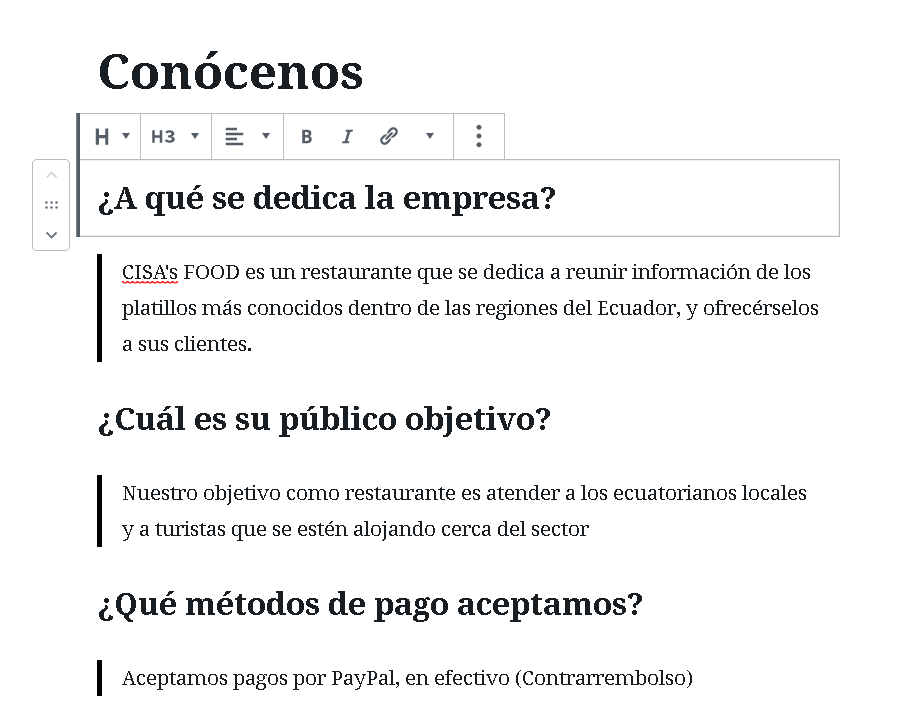 Conócenos
H H3 B I
¿A qué se dedica la empresa?
CISA's FOOD es un restaurante que se dedica a reunir información de los
platillos más conocidos dentro de las regiones del Ecuador, y ofrecérselos
a sus clientes.
¿Cuál es su público objetivo?
Nuestro objetivo como restaurante es atender a los ecuatorianos locales
y a turistas que se estén alojando cerca del sector
¿Qué métodos de pago aceptamos?
Aceptamos pagos por PayPal, en efectivo (Contrarrembolso)